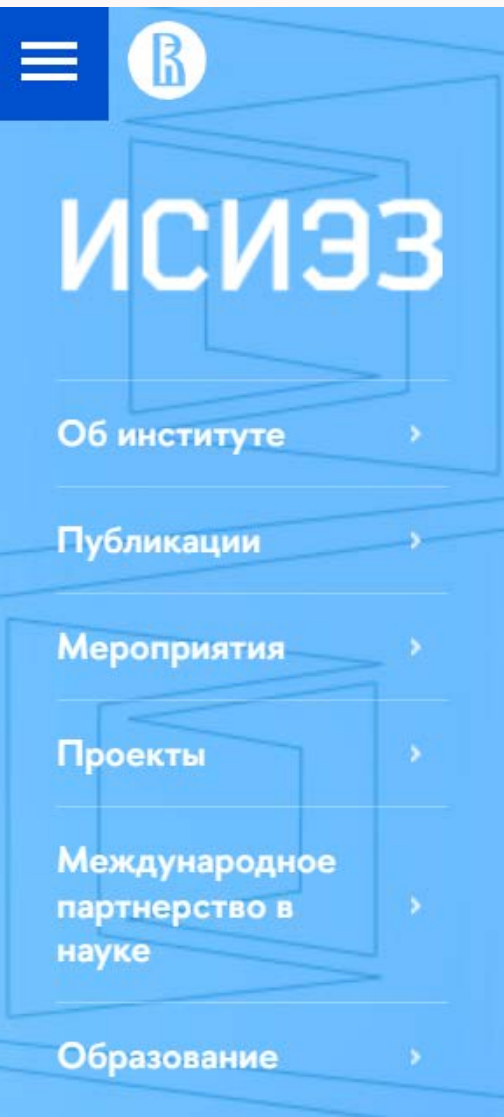 ИСИЭЗ
Об институте
Публикации
Мероприятия
Проекты
Международное
партнерство в
науке
Образование